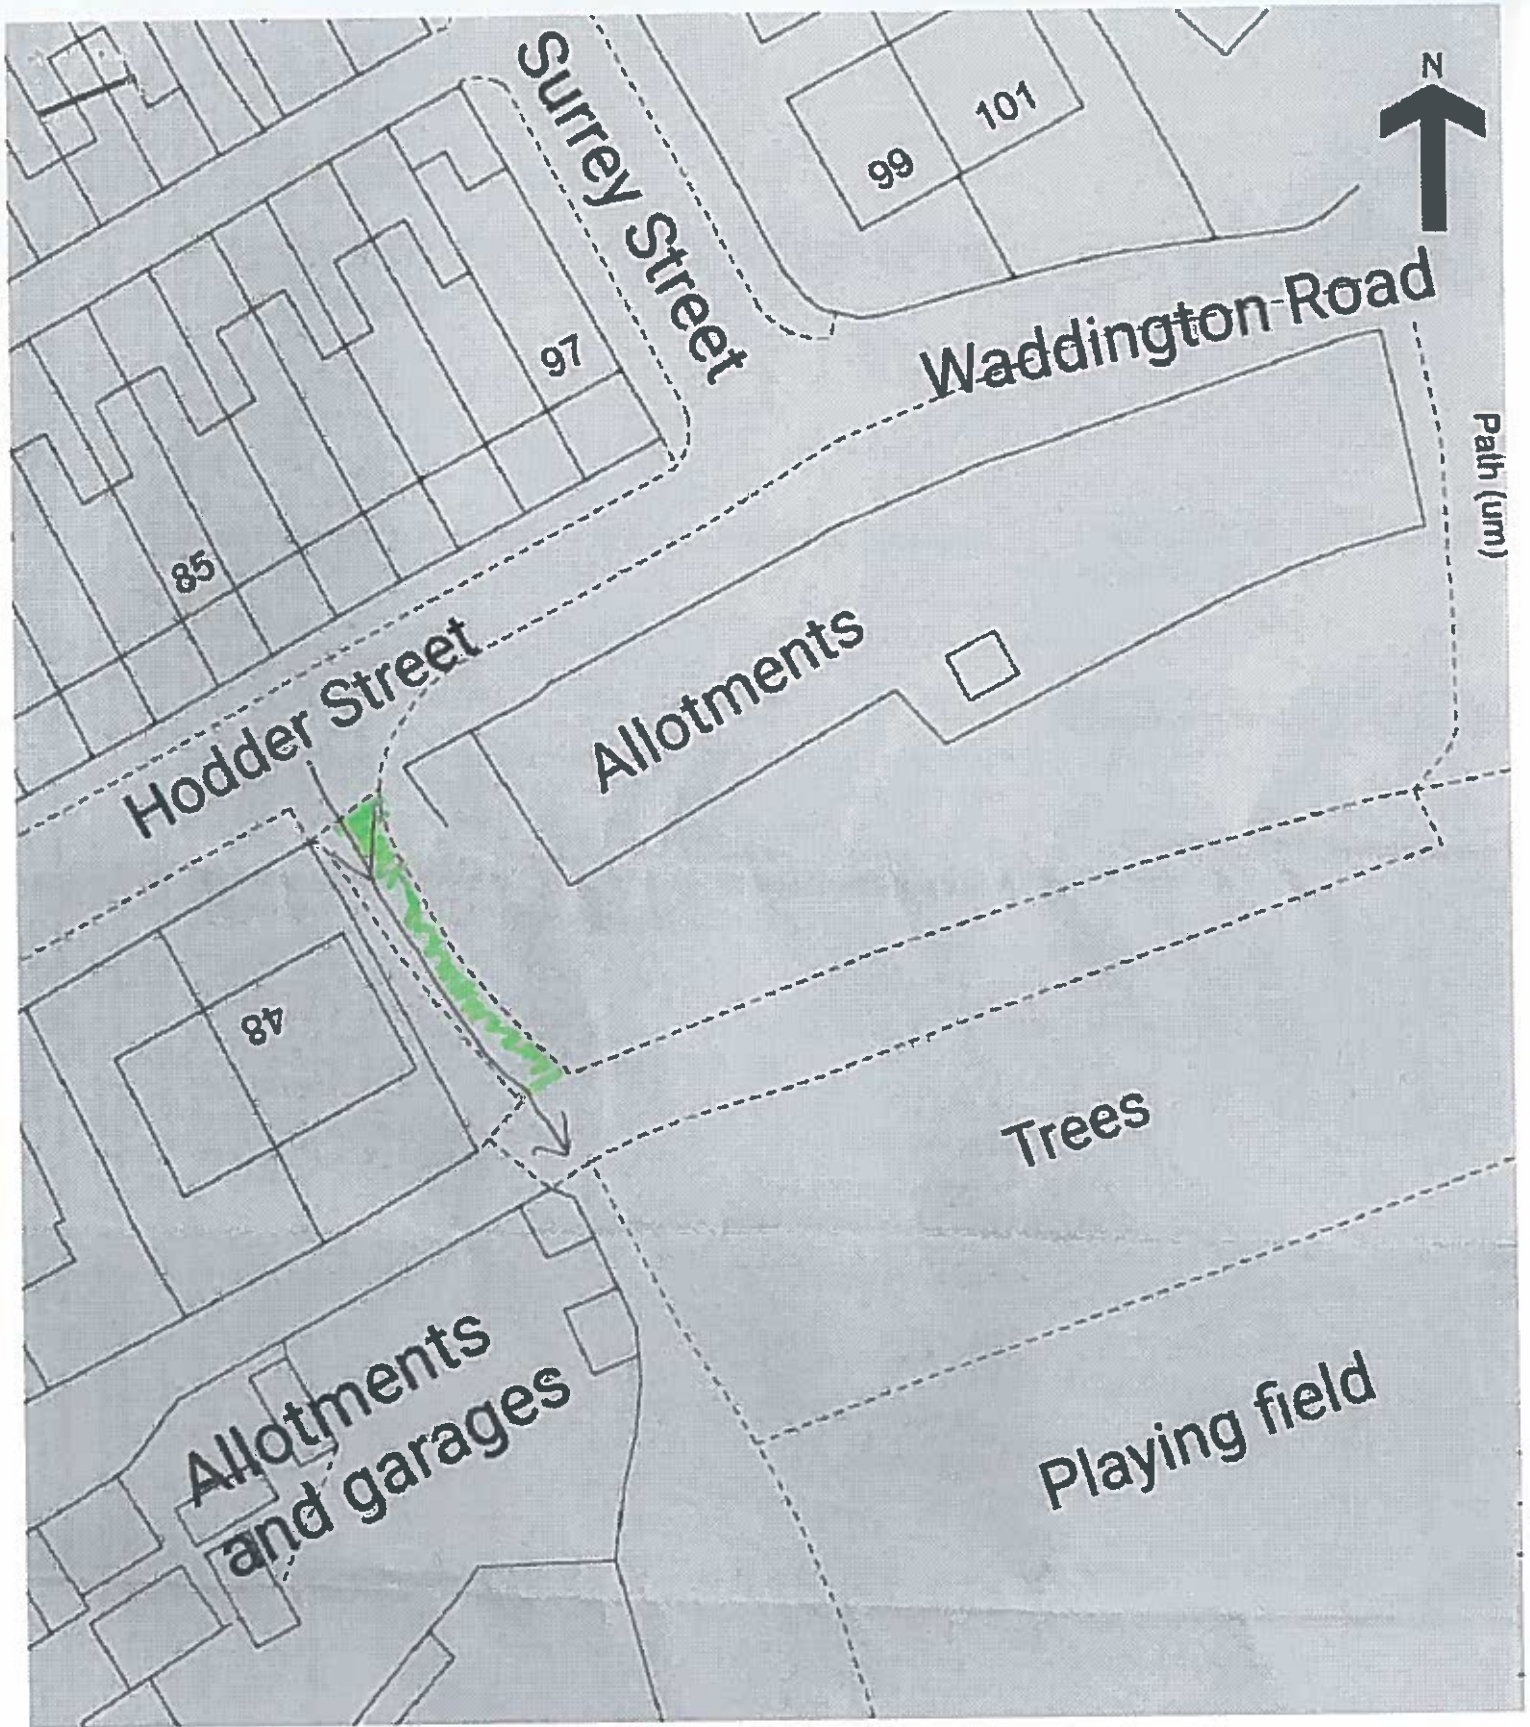 N
Surrey Street
101
99
Waddington Road
97
Path (um)
85
Hodder Street
Allotments
48
Trees
Allotments
and garages
Playing field